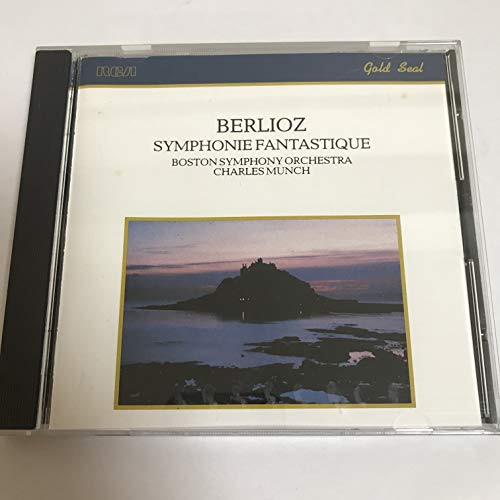 RCA
Gold Seal
BERLIOZ
SYMPHONIE FANTASTIQUE
BOSTON SYMPHONY ORCHESTRA
CHARLES MUNCH